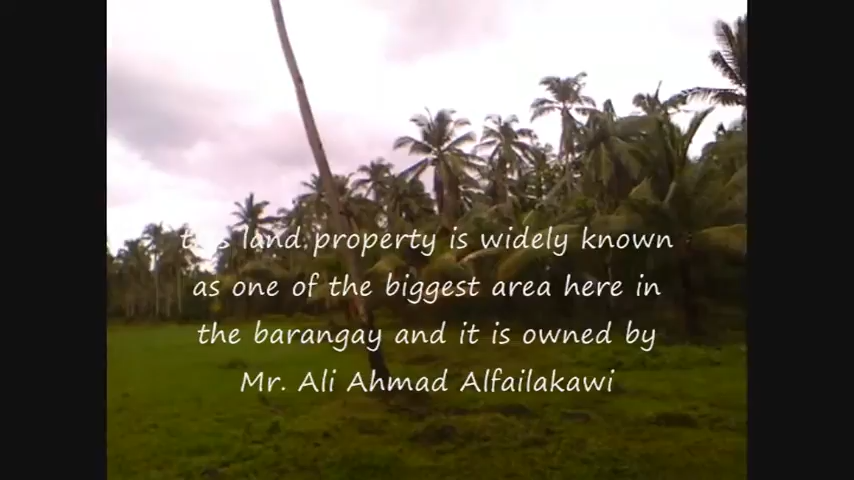 this land property is widely known
as one of the biggest area here in
the barangay and it is owned by
Mr. Ali Ahmad Alfailakawi